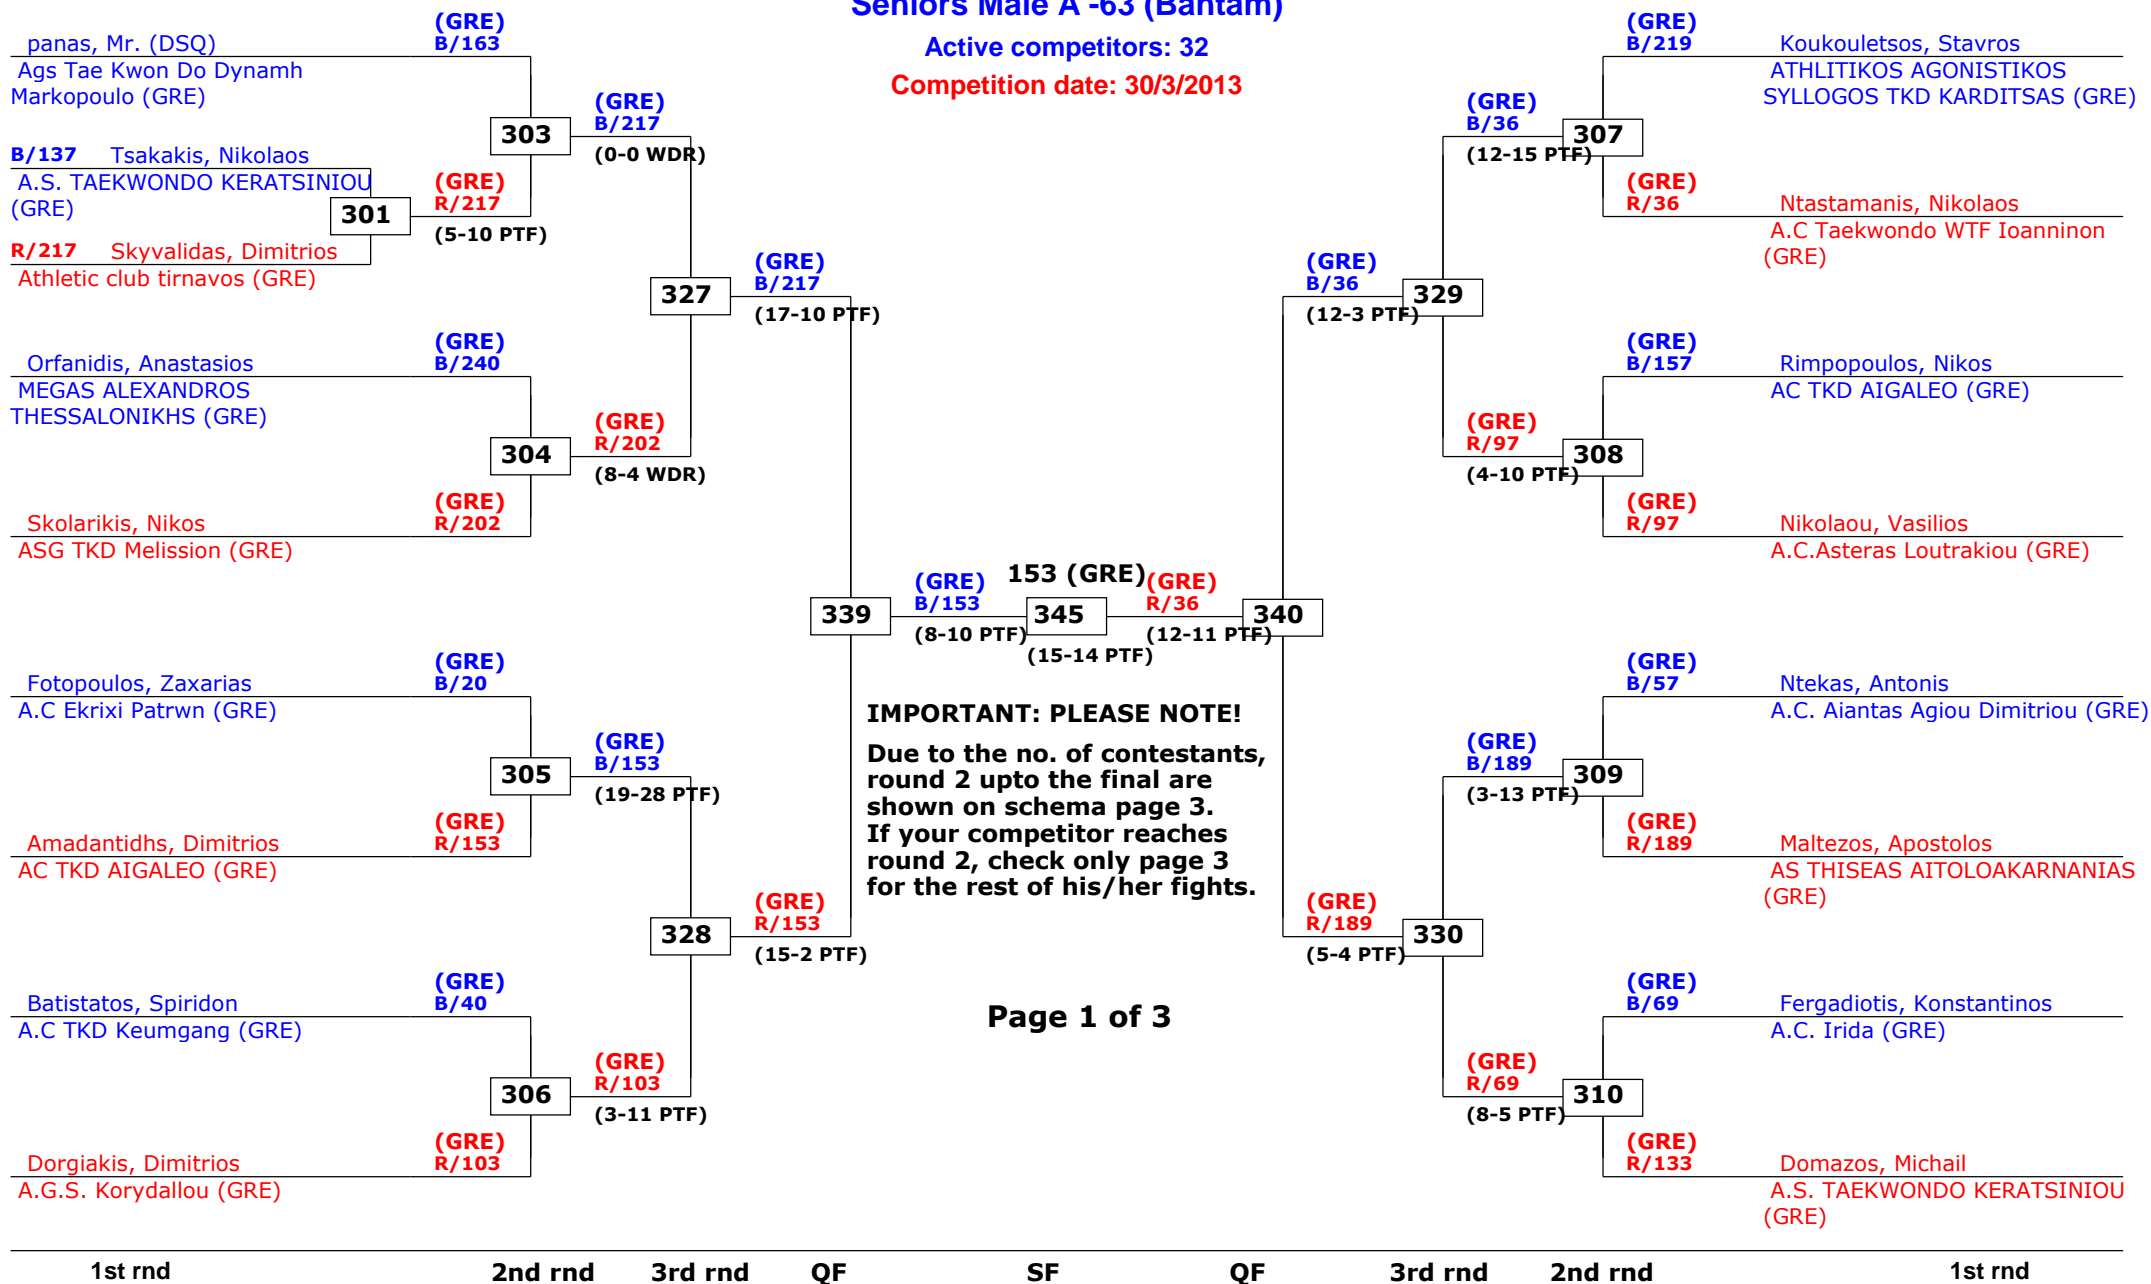 Seniors Male A -63 (Bantam)
Active competitors: 32
Competition date: 30/3/2013
panas, Mr. (DSQ)
(GRE)
B/163
Ags Tae Kwon Do Dynamh
Markopoulo (GRE)
303
(GRE)
B/217
(0-0 WDR)
B/137 Tsakakis, Nikolaos
A.S. TAEKWONDO KERATSINIOU
(GRE)
301
(GRE)
R/217
(5-10 PTF)
R/217 Skyvalidas, Dimitrios
Athletic club tirnavos (GRE)
327
(GRE)
B/217
(17-10 PTF)
Orfanidis, Anastasios
(GRE)
B/240
MEGAS ALEXANDROS
THESSALONIKHS (GRE)
304
(GRE)
R/202
(8-4 WDR)
Skolarikis, Nikos
(GRE)
R/202
ASG TKD Melission (GRE)
339
(GRE)
B/153
(8-10 PTF)
153 (GRE)
345
(15-14 PTF)
(GRE)
R/36
(12-11 PTF)
340
Fotopoulos, Zaxarias
(GRE)
B/20
A.C Ekrixi Patrwn (GRE)
305
(GRE)
B/153
(19-28 PTF)
Amadantidhs, Dimitrios
(GRE)
R/153
AC TKD AIGALEO (GRE)
328
(GRE)
R/153
(15-2 PTF)
Batistatos, Spiridon
(GRE)
B/40
A.C TKD Keumgang (GRE)
306
(GRE)
R/103
(3-11 PTF)
Dorgiakis, Dimitrios
(GRE)
R/103
A.G.S. Korydallou (GRE)
IMPORTANT: PLEASE NOTE!
Due to the no. of contestants,
round 2 upto the final are
shown on schema page 3.
If your competitor reaches
round 2, check only page 3
for the rest of his/her fights.
Page 1 of 3
(GRE)
B/219
Koukouletsos, Stavros
ATHLITIKOS AGONISTIKOS
SYLLOGOS TKD KARDITSAS (GRE)
(GRE)
B/36
(12-15 PTF)
307
(GRE)
R/36
Ntastamanis, Nikolaos
A.C Taekwondo WTF Ioanninon
(GRE)
(GRE)
B/36
(12-3 PTF)
329
(GRE)
B/157
Rimpopoulos, Nikos
AC TKD AIGALEO (GRE)
(GRE)
R/97
(4-10 PTF)
308
(GRE)
R/97
Nikolaou, Vasilios
A.C.Asteras Loutrakiou (GRE)
(GRE)
B/57
Ntekas, Antonis
A.C. Aiantas Agiou Dimitriou (GRE)
(GRE)
B/189
(3-13 PTF)
309
(GRE)
R/189
Maltezos, Apostolos
AS THISEAS AITOLOAKARNANIAS
(GRE)
(GRE)
R/189
(5-4 PTF)
330
(GRE)
B/69
Fergadiotis, Konstantinos
A.C. Irida (GRE)
(GRE)
R/69
(8-5 PTF)
310
(GRE)
R/133
Domazos, Michail
A.S. TAEKWONDO KERATSINIOU
(GRE)
1st rnd 2nd rnd 3rd rnd QF SF QF 3rd rnd 2nd rnd 1st rnd